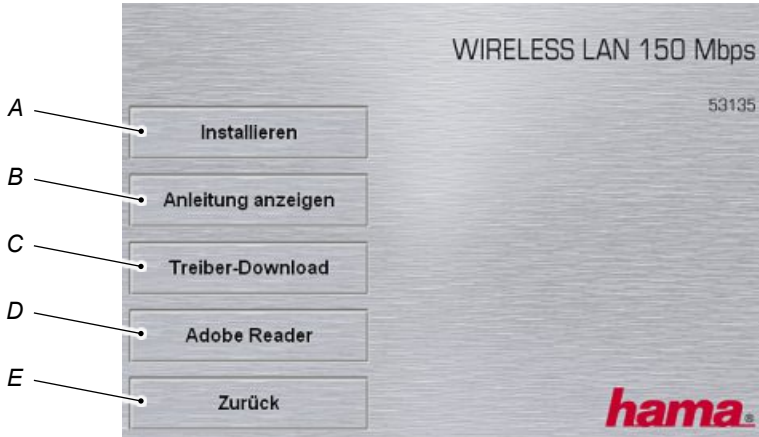 WIRELESS LAN 150 Mbps
53135
A
Installieren
B
Anleitung anzeigen
C
Treiber-Download
D
Adobe Reader
E
Zurück
hama®